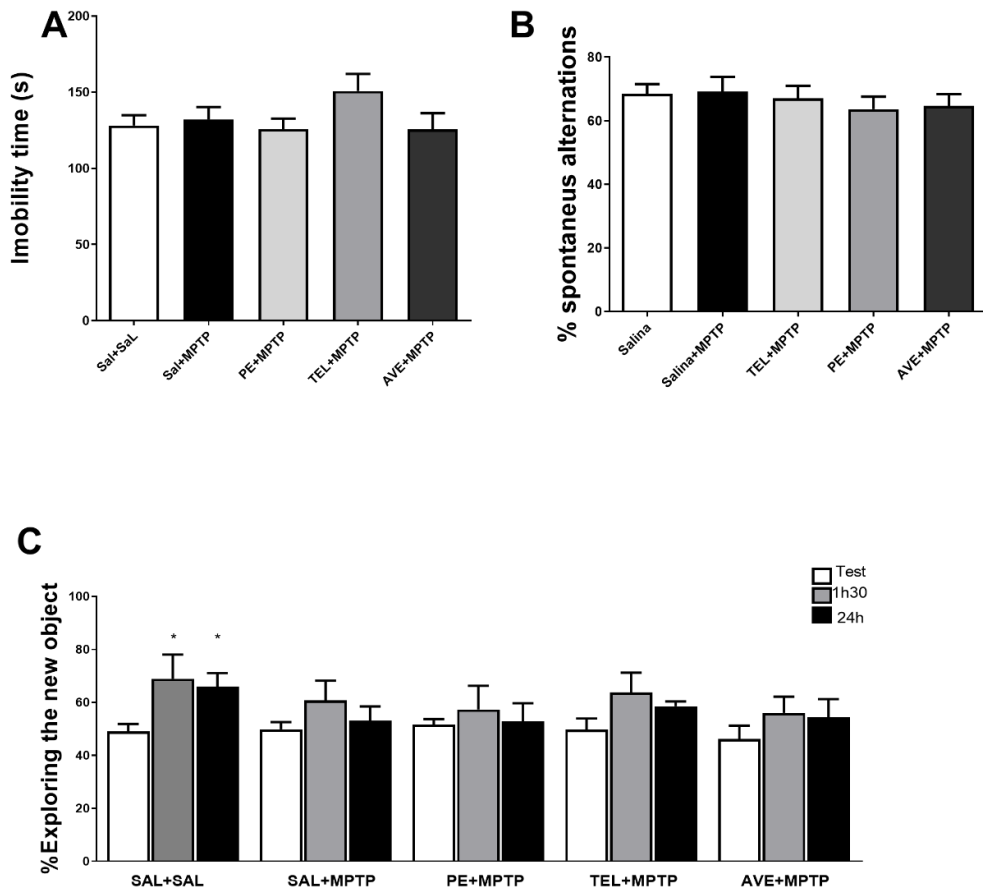 A
Imobility time (s)
200
150
100
50
0
Sal+SaL
Sal+MPTP
PE+MPTP
TEL+MPTP
AVE+MPTP
B
% spontaneus alternations
80
60
40
20
0
Salina
Salina+MPTP
TEL+MPTP
PE+MPTP
AVE+MPTP
C
%Exploring the new object
100
80
60
40
20
0
* *
Test
1h30
24h
SAL+SAL
SAL+MPTP
PE+MPTP
TEL+MPTP
AVE+MPTP